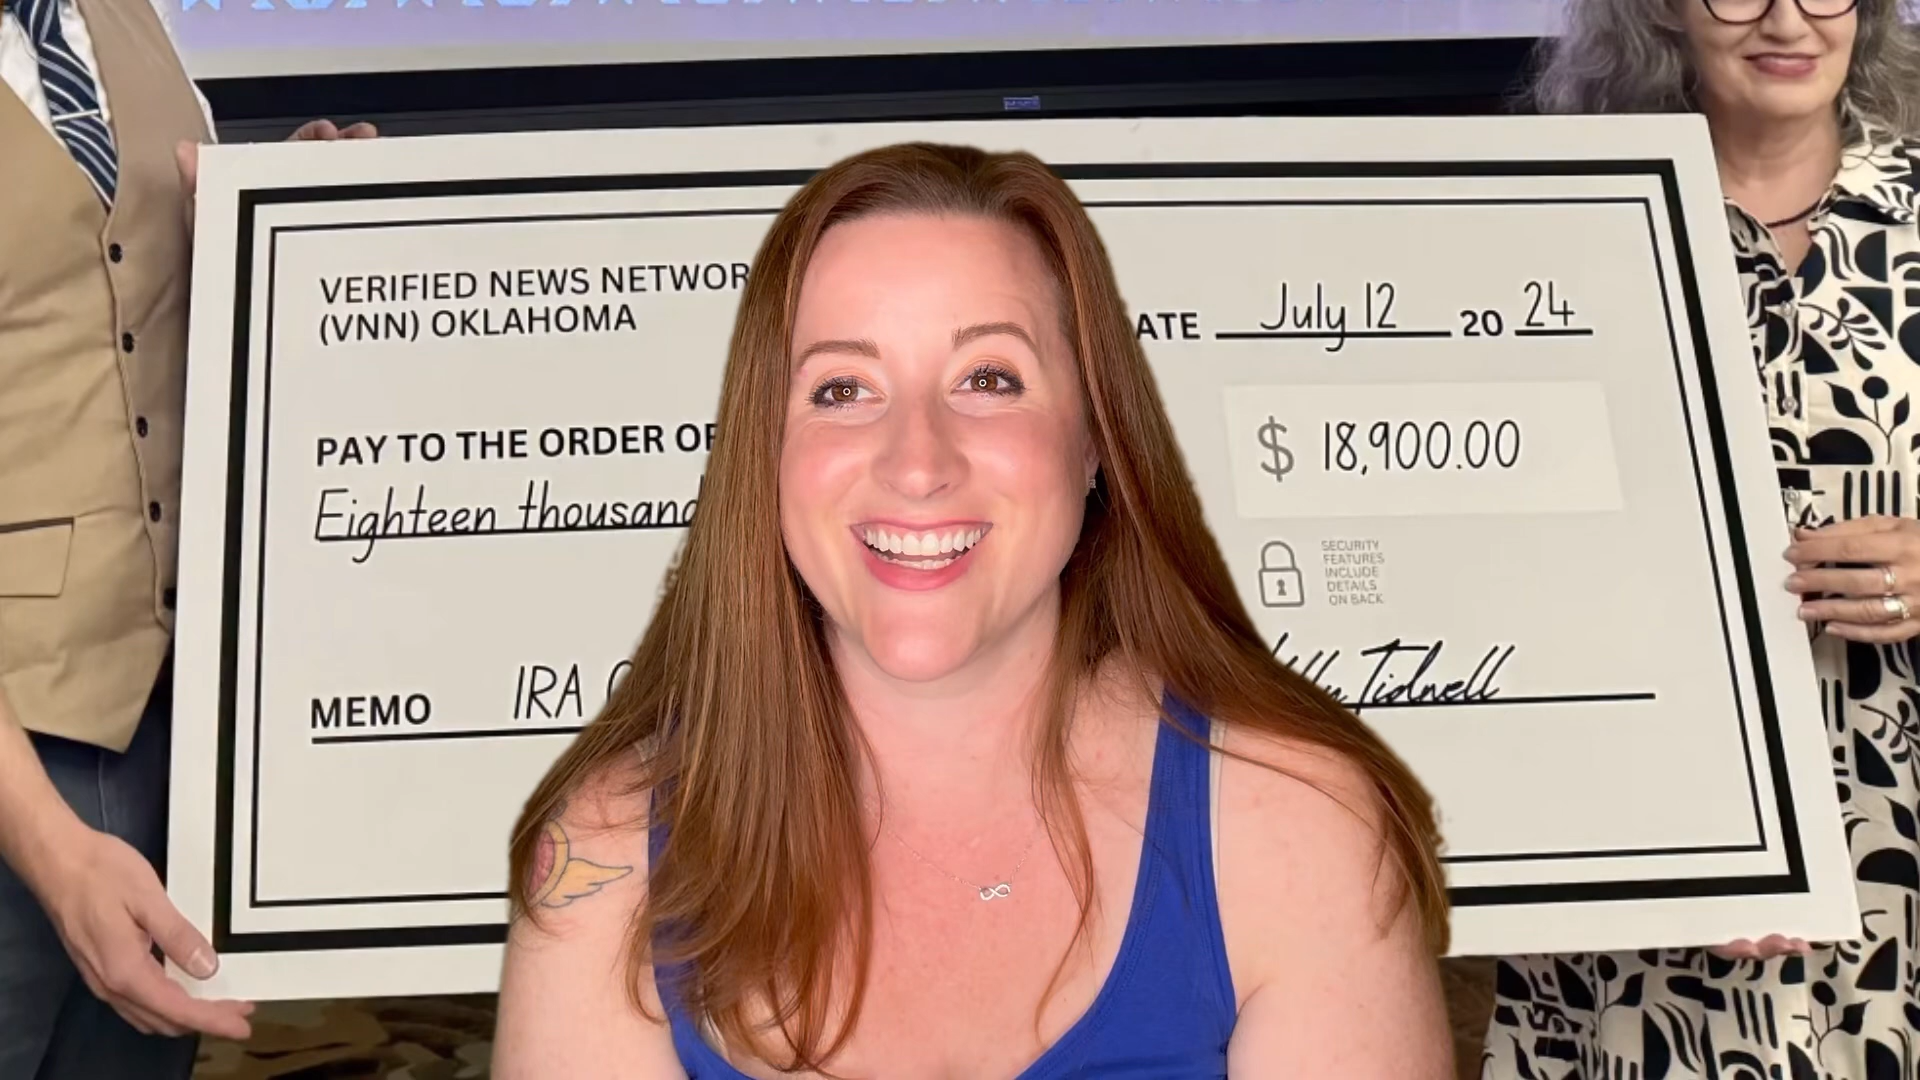 VERIFIED NEWS NETWOR
(VNN) OKLAHOMA
ATE July 12 20 24
PAY TO THE ORDER OF
$ 18,900.00
Eighteen thousand
SECURITY
FEATURES
INCLUDE
DETAILS
ON BACK
MEMO IRA
Tidwell